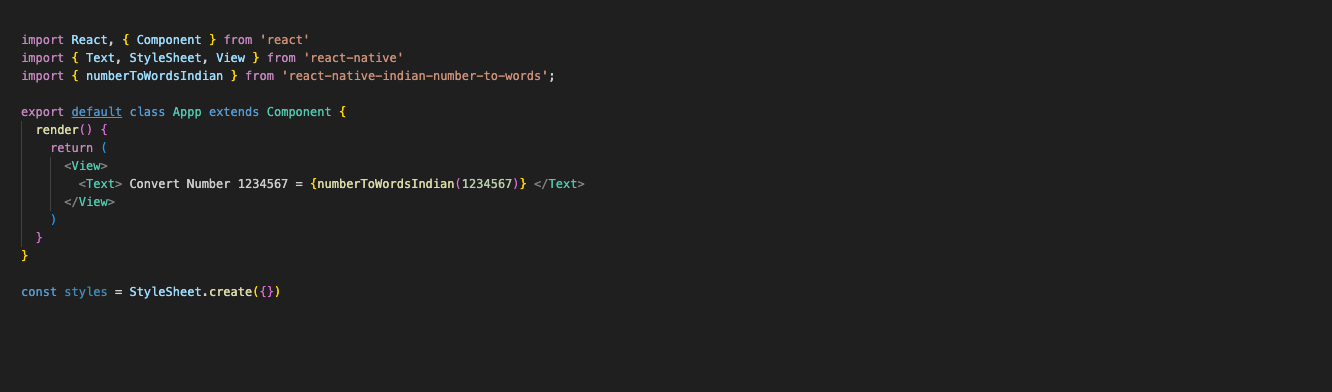 import React, { Component } from 'react'
import { Text, StyleSheet, View } from 'react-native'
import { numberToWordsIndian } from 'react-native-indian-number-to-words';
export default class Appp extends Component {
render() {
return (
<View>
<Text> Convert Number 1234567 = {numberToWordsIndian(1234567)} </Text>
</View>
)
}
}
const styles = StyleSheet.create({})